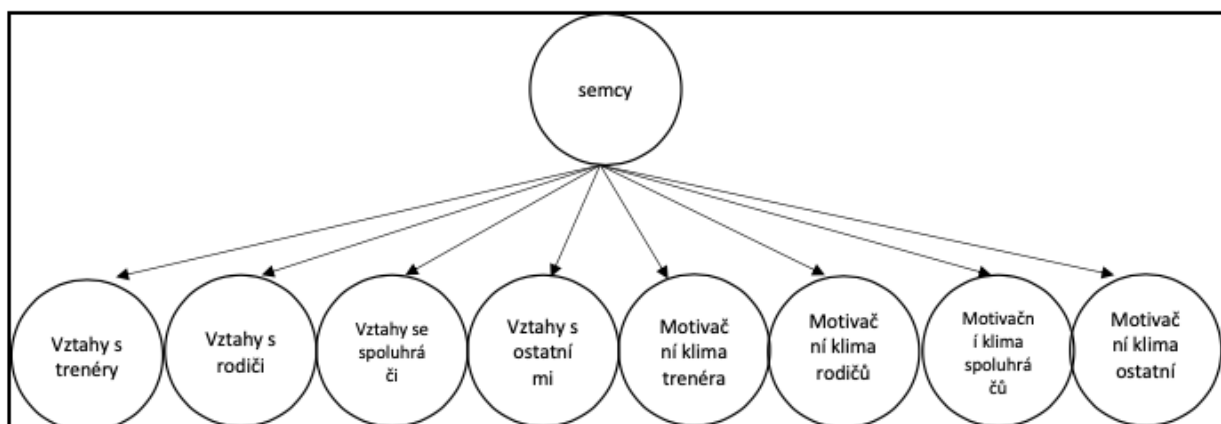 semcy
Vztahy s
trenéry
Vztahy s
rodiči
Vztahy se
spoluhrá
či
Vztahy s
ostatní
mi
Motivač
ní klima
trenéra
Motivač
ní klima
rodičů
Motivačn
í klima
spoluhrá
čů
Motivač
ní klima
ostatní